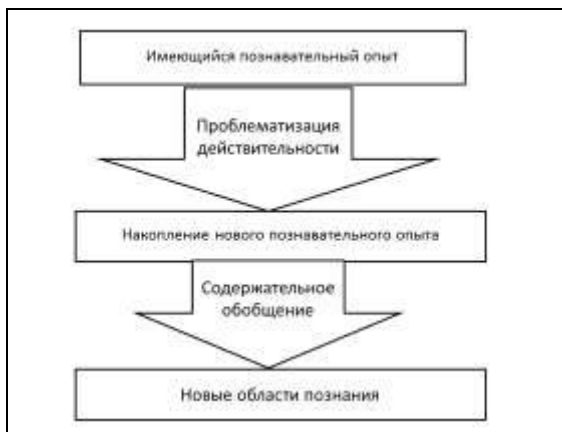 Имеющийся познавательный опыт
Проблематизация
действительности
Накопление нового познавательного опыта
Содержательное
обобщение
Новые области познания